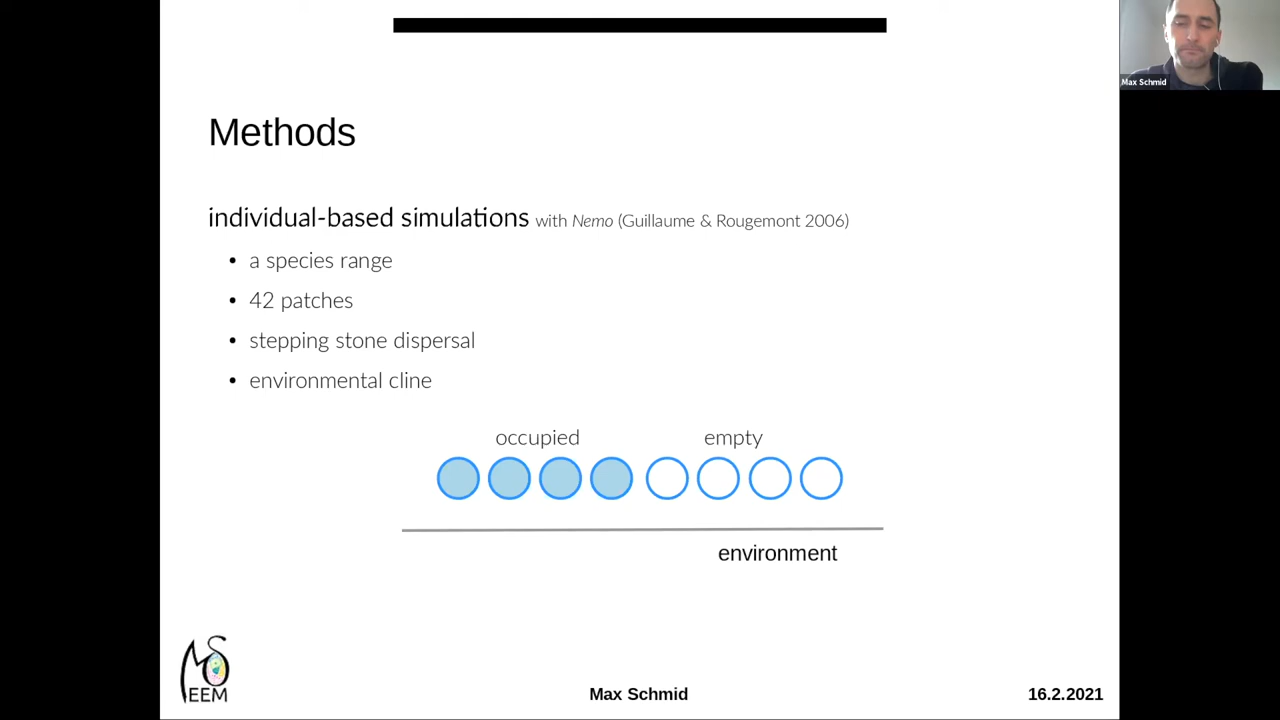 Max Schmid
Methods
individual-based simulations with Nemo (Guillaume & Rougemont 2006)
• a species range
• 42 patches
• stepping stone dispersal
• environmental cline
occupied empty
environment
EEM
Max Schmid
16.2.2021